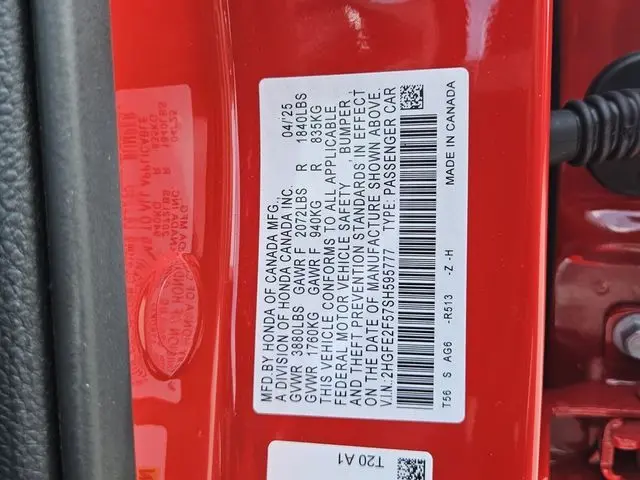 MFD.BY HONDA OF CANADA MFG.,
A DIVISION OF HONDA CANADA INC. 04/25
GVWR 3880LBS GAWR F 2072LBS R 1840LBS
GVWR 1760KG GAWR F 940KG R 835KG
THIS VEHICLE CONFORMS TO ALL APPLICABLE
FEDERAL MOTOR VEHICLE SAFETY, BUMPER,
AND THEFT PREVENTION STANDARDS IN EFFECT
ON THE DATE OF MANUFACTURE SHOWN ABOVE.
V.I.N.:2HGFE2F57SH595777 TYPE: PASSENGER CAR
T56 S AG6 -R513 -Z -H MADE IN CANADA
T20 A1